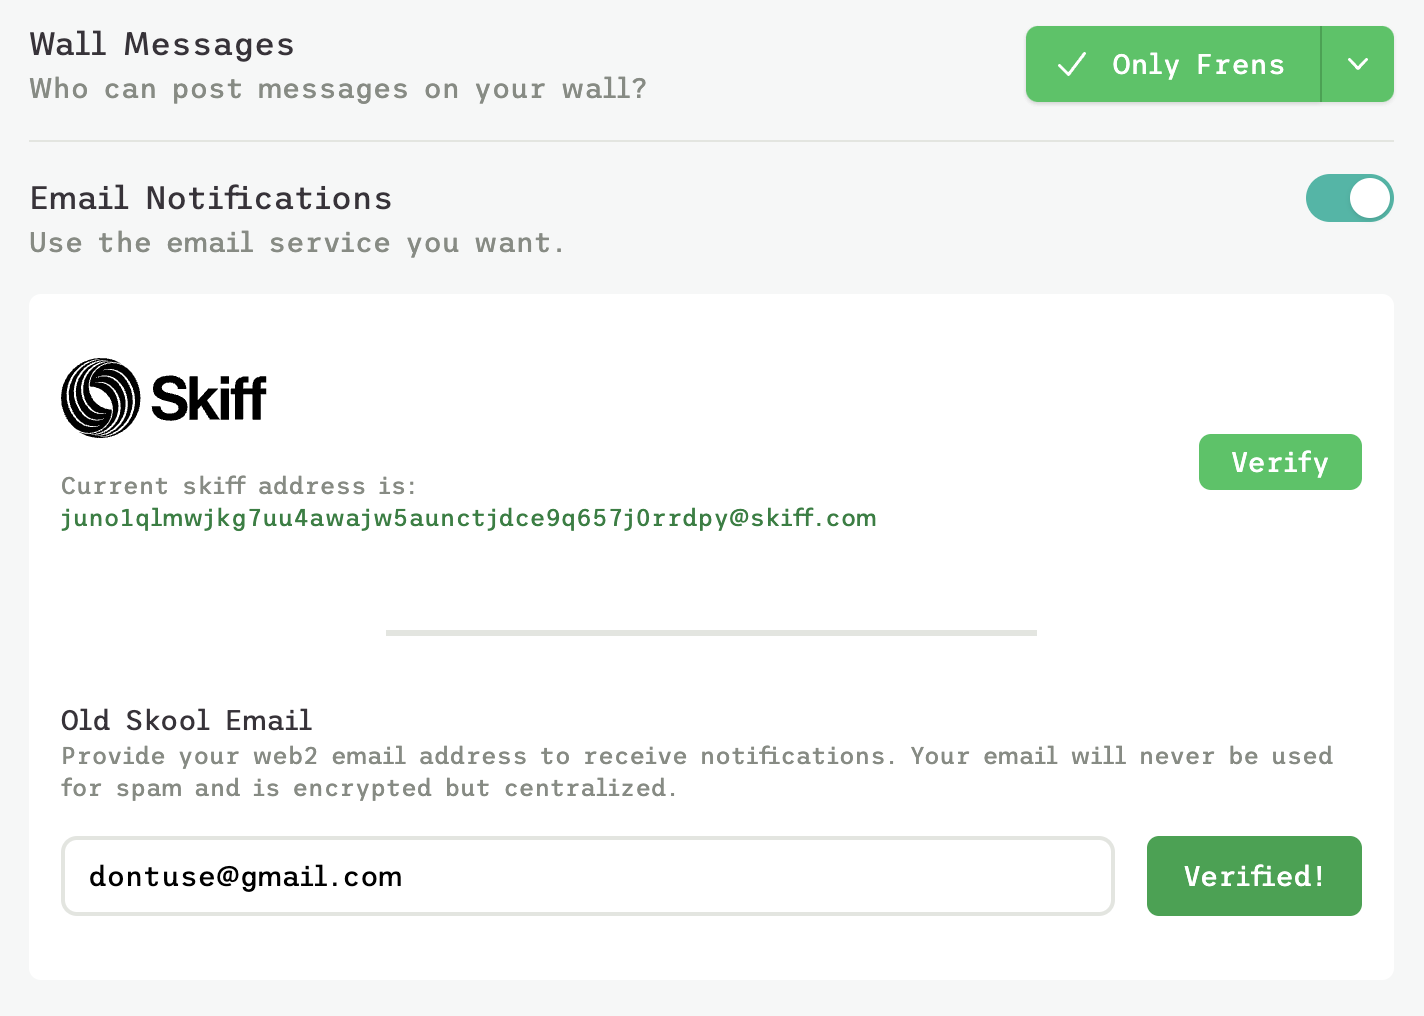 Wall Messages
Who can post messages on your wall?
Only Frens
Email Notifications
Use the email service you want.
Skiff
Current skiff address is:
juno1qlmwjkg7uu4awajw5aunctjdce9q657j0rrdpy@skiff.com
Verify
Old Skool Email
Provide your web2 email address to receive notifications. Your email will never be used
for spam and is encrypted but centralized.
dontuse@gmail.com
Verified!